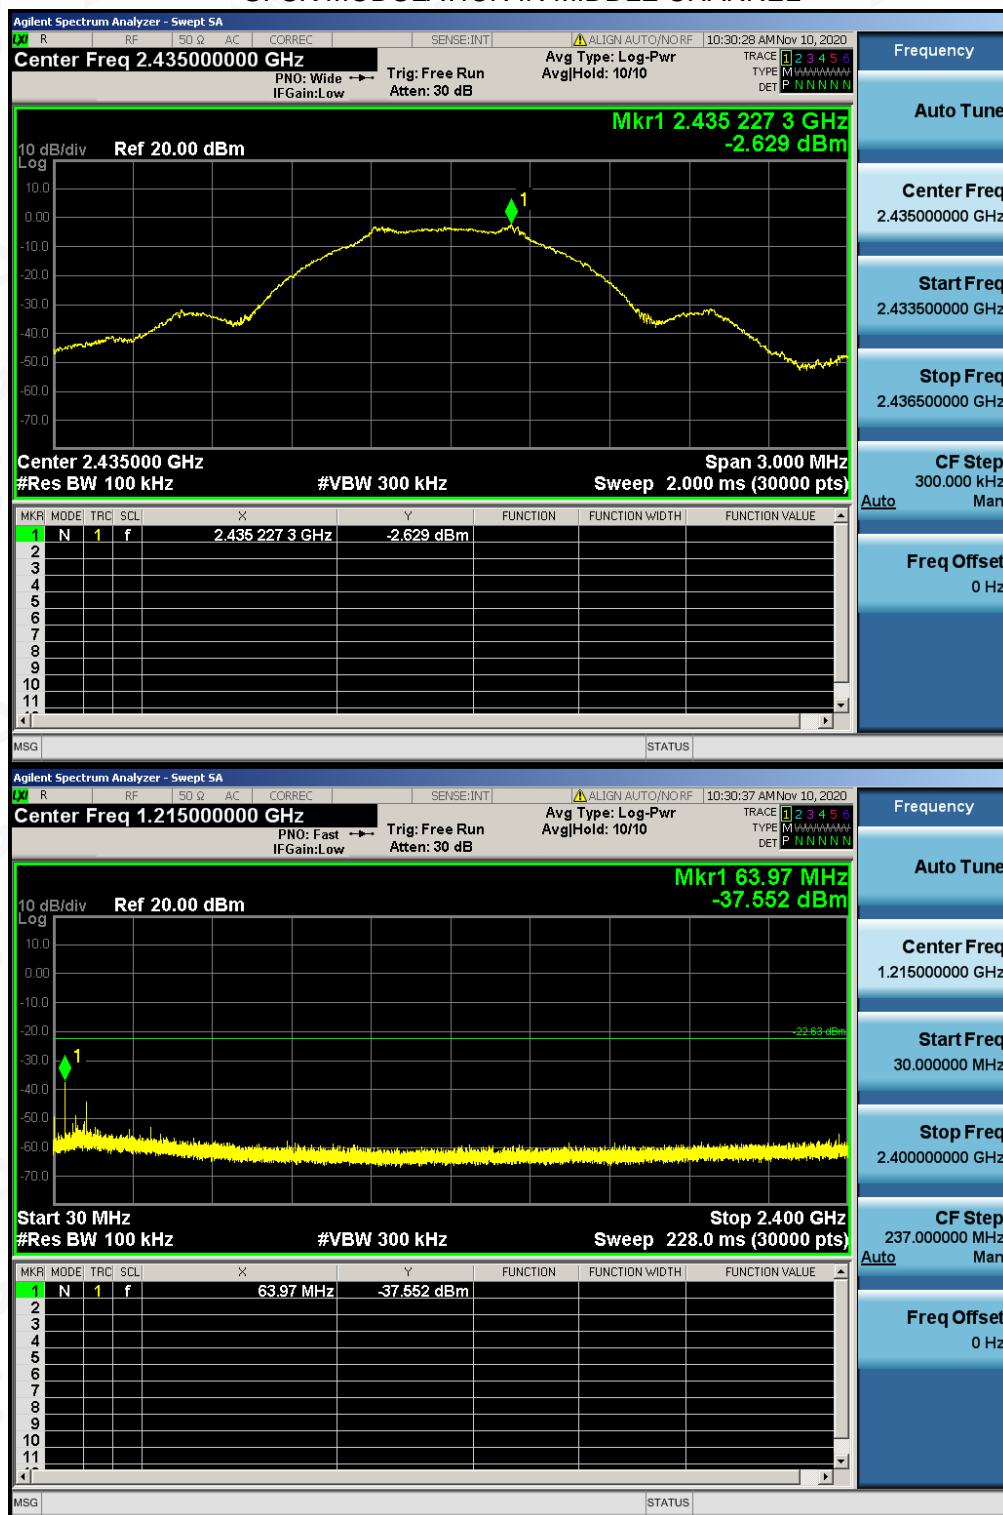 MODULATION IN MIDDLE CHANNEL
Agilent Spectrum Analyzer - Swept SA
LXI R RF 50 Ω AC CORREC SENSE:INT ALIGN AUTO/NO RF 10:30:28 AM Nov 10, 2020
Center Freq 2.435000000 GHz
PNO: Wide
IFGain:Low
Trig: Free Run
Atten: 30 dB
Avg Type: Log-Pwr
Avg|Hold: 10/10
TRACE 1 2 3 4 5 6
TYPE M
DET P N N N N N
Mkr1 2.435 227 3 GHz
-2.629 dBm
10 dB/div Ref 20.00 dBm
Log
10.0
0.00
-10.0
-20.0
-30.0
-40.0
-50.0
-60.0
-70.0
1
Center 2.435000 GHz Span 3.000 MHz
#Res BW 100 kHz #VBW 300 kHz Sweep 2.000 ms (30000 pts)
MKR MODE TRC SCL X Y FUNCTION FUNCTION WIDTH FUNCTION VALUE
1 N 1 f 2.435 227 3 GHz -2.629 dBm
2
3
4
5
6
7
8
9
10
11
MSG STATUS
Frequency
Auto Tune
Center Freq
2.435000000 GHz
Start Freq
2.433500000 GHz
Stop Freq
2.436500000 GHz
CF Step
300.000 kHz
Auto Man
Freq Offset
0 Hz
Agilent Spectrum Analyzer - Swept SA
LXI R RF 50 Ω AC CORREC SENSE:INT ALIGN AUTO/NO RF 10:30:37 AM Nov 10, 2020
Center Freq 1.215000000 GHz
PNO: Fast
IFGain:Low
Trig: Free Run
Atten: 30 dB
Avg Type: Log-Pwr
Avg|Hold: 10/10
TRACE 1 2 3 4 5 6
TYPE M
DET P N N N N N
Mkr1 63.97 MHz
-37.552 dBm
10 dB/div Ref 20.00 dBm
Log
10.0
0.00
-10.0
-20.0
-30.0
-40.0
-50.0
-60.0
-70.0
-22.63 dBm
1
Start 30 MHz Stop 2.400 GHz
#Res BW 100 kHz #VBW 300 kHz Sweep 228.0 ms (30000 pts)
MKR MODE TRC SCL X Y FUNCTION FUNCTION WIDTH FUNCTION VALUE
1 N 1 f 63.97 MHz -37.552 dBm
2
3
4
5
6
7
8
9
10
11
MSG STATUS
Frequency
Auto Tune
Center Freq
1.215000000 GHz
Start Freq
30.000000 MHz
Stop Freq
2.400000000 GHz
CF Step
237.000000 MHz
Auto Man
Freq Offset
0 Hz